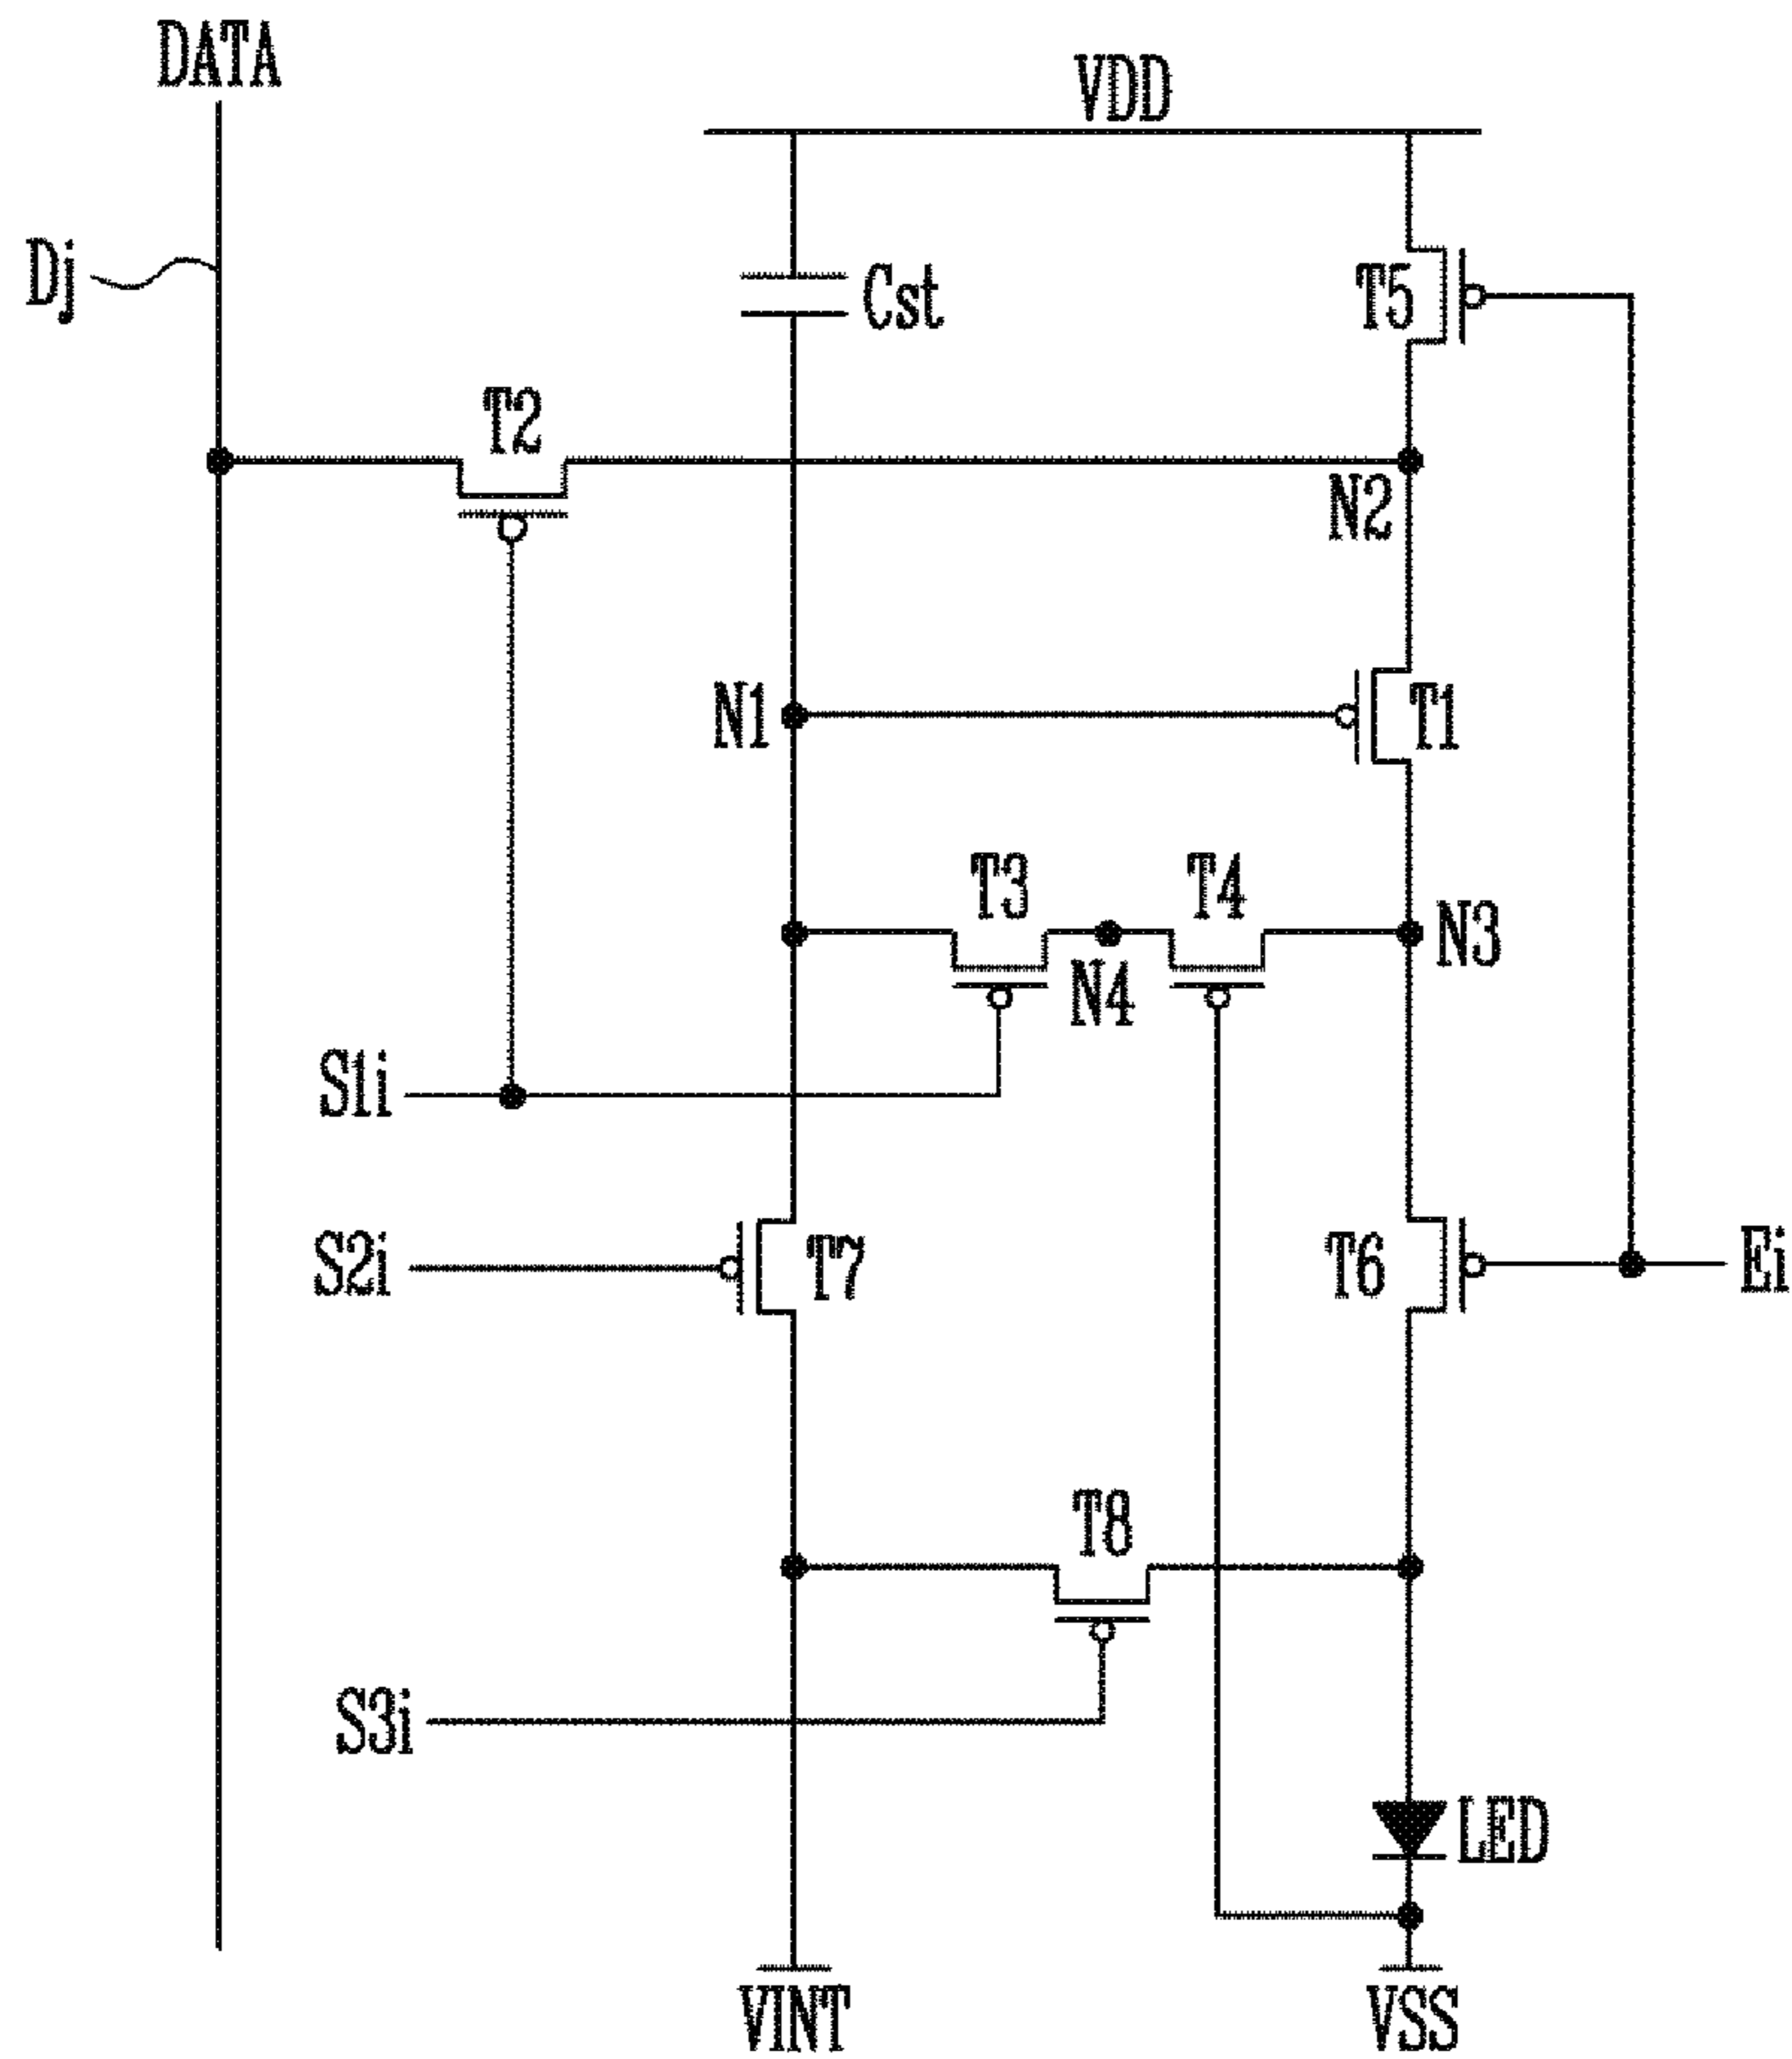 DATA
VDD
Dj
Cst
T5
T2
N2
N1
T1
T3
T4
N3
N4
S1i
S2i
T7
T6
Ei
T8
S3i
LED
VINT
VSS